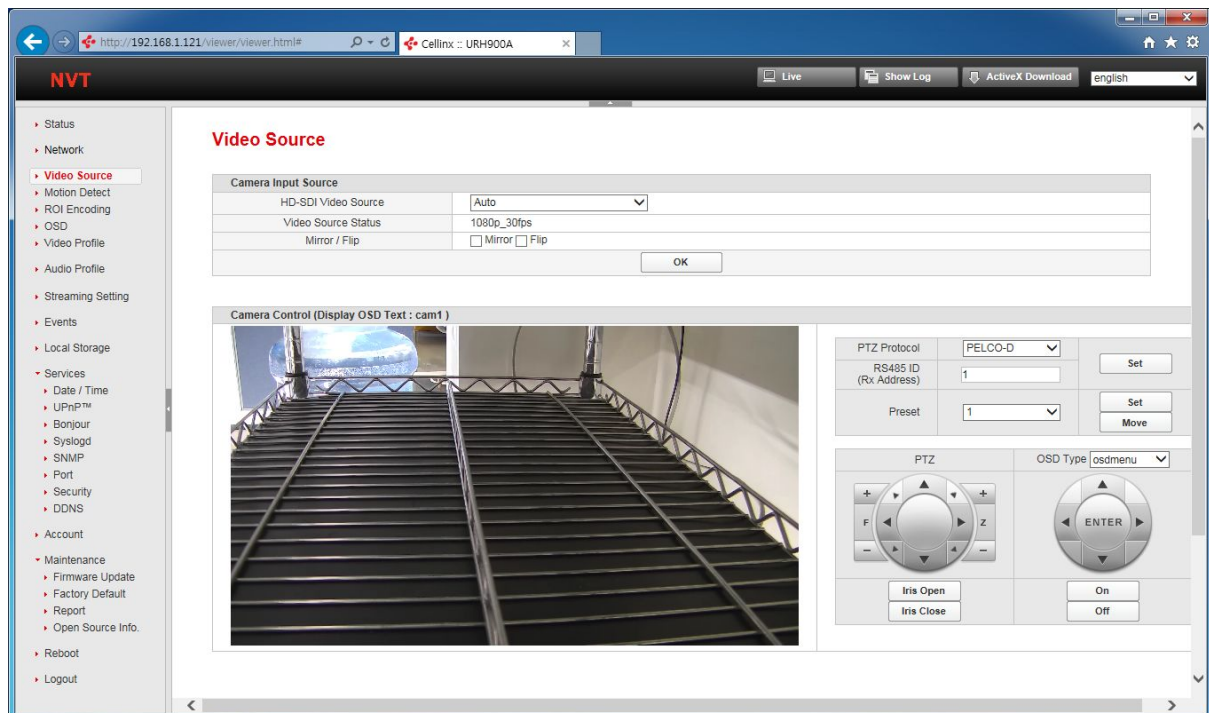 http://192.168.1.121/viewer/viewer.html#
Cellinx :: URH900A
NVT
Live
Show Log
ActiveX Download
english
Status
Network
Video Source
Motion Detect
ROI Encoding
OSD
Video Profile
Audio Profile
Streaming Setting
Events
Local Storage
Services
Date / Time
UPnP™
Bonjour
Syslogd
SNMP
Port
Security
DDNS
Account
Maintenance
Firmware Update
Factory Default
Report
Open Source Info.
Reboot
Logout
Video Source
Camera Input Source
HD-SDI Video Source Auto
Video Source Status 1080p_30fps
Mirror / Flip Mirror Flip
OK
Camera Control (Display OSD Text : cam1 )
PTZ Protocol PELCO-D
RS485 ID
(Rx Address) 1
Set
Preset 1
Set
Move
PTZ
+ +
F Z
– –
Iris Open
Iris Close
OSD Type osdmenu
ENTER
On
Off